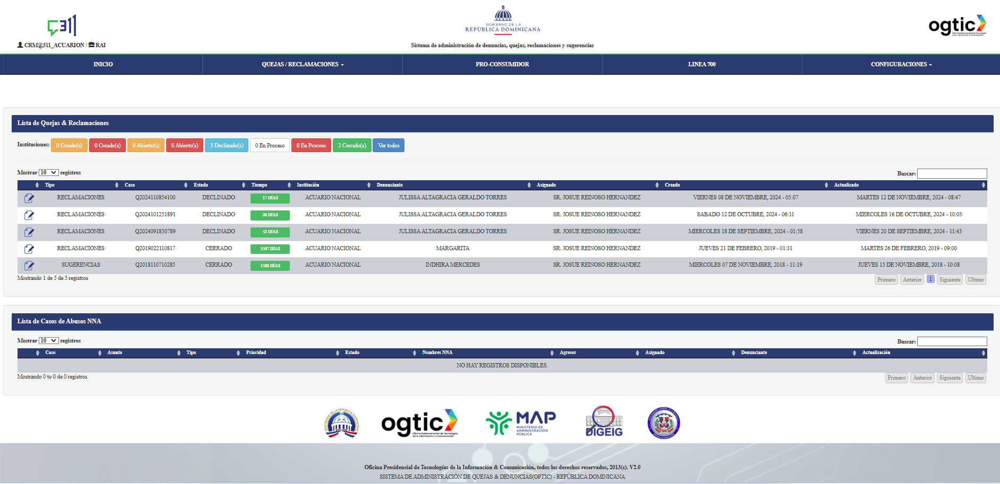 311
GOBIERNO DE LA
REPÚBLICA DOMINICANA
ogtic
Oficina Gubernamental de Tecnologías
de la Información y Comunicación
CRM@311_ACUARION / RAI
Sistema de administración de denuncias, quejas, reclamaciones y sugerencias
INICIO QUEJAS / RECLAMACIONES PRO-CONSUMIDOR LINEA 700 CONFIGURACIONES
Lista de Quejas & Reclamaciones
Instituciones: 0 Creado(s) 0 Creado(s) 0 Abierto(s) 0 Abierto(s) 3 Declinado(s) 0 En Proceso 0 En Proceso 2 Cerrado(s) Ver todos
Mostrar 10 registros Buscar:
Tipo Caso Estado Tiempo Institución Denunciante Asignado Creado Actualizado
RECLAMACIONES Q2024110854100 DECLINADO 17 DÍAS ACUARIO NACIONAL JULISSA ALTAGRACIA GERALDO TORRES SR. JOSUE REINOSO HERNANDEZ VIERNES 08 DE NOVIEMBRE, 2024 - 05:07 MARTES 12 DE NOVIEMBRE, 2024 - 08:47
RECLAMACIONES Q2024101251891 DECLINADO 36 DÍAS ACUARIO NACIONAL JULISSA ALTAGRACIA GERALDO TORRES SR. JOSUE REINOSO HERNANDEZ SABADO 12 DE OCTUBRE, 2024 - 06:11 MIERCOLES 16 DE OCTUBRE, 2024 - 10:03
RECLAMACIONES Q2024091850789 DECLINADO 53 DÍAS ACUARIO NACIONAL JULISSA ALTAGRACIA GERALDO TORRES SR. JOSUE REINOSO HERNANDEZ MIERCOLES 18 DE SEPTIEMBRE, 2024 - 01:58 VIERNES 20 DE SEPTIEMBRE, 2024 - 11:43
RECLAMACIONES Q2019022110817 CERRADO 1507 DÍAS ACUARIO NACIONAL MARGARITA SR. JOSUE REINOSO HERNANDEZ JUEVES 21 DE FEBRERO, 2019 - 01:31 MARTES 26 DE FEBRERO, 2019 - 09:00
SUGERENCIAS Q2018110710285 CERRADO 1580 DÍAS ACUARIO NACIONAL INDHIRA MERCEDES SR. JOSUE REINOSO HERNANDEZ MIERCOLES 07 DE NOVIEMBRE, 2018 - 11:19 JUEVES 15 DE NOVIEMBRE, 2018 - 10:08
Mostrando 1 de 5 de 5 registros Primero Anterior 1 Siguiente Ultimo
Lista de Casos de Abusos NNA
Mostrar 10 registros Buscar:
Caso Asunto Tipo Prioridad Estado Nombres NNA Agresor Asignado Denunciante Actualización
NO HAY REGISTROS DISPONIBLES.
Mostrando 0 to 0 de 0 registros Primero Anterior Siguiente Ultimo
PRESIDENCIA DE LA REPÚBLICA DOMINICANA
ogtic
Oficina Gubernamental de Tecnologías
de la Información y Comunicación
MAP
MINISTERIO DE
ADMINISTRACIÓN
PÚBLICA
DIGEIG
Oficina Presidencial de Tecnologías de la Información & Comunicación, todos los derechos reservados, 2013(c). V2.0
SISTEMA DE ADMINISTRACIÓN DE QUEJAS & DENUNCIAS(OPTIC) - REPÚBLICA DOMINICANA